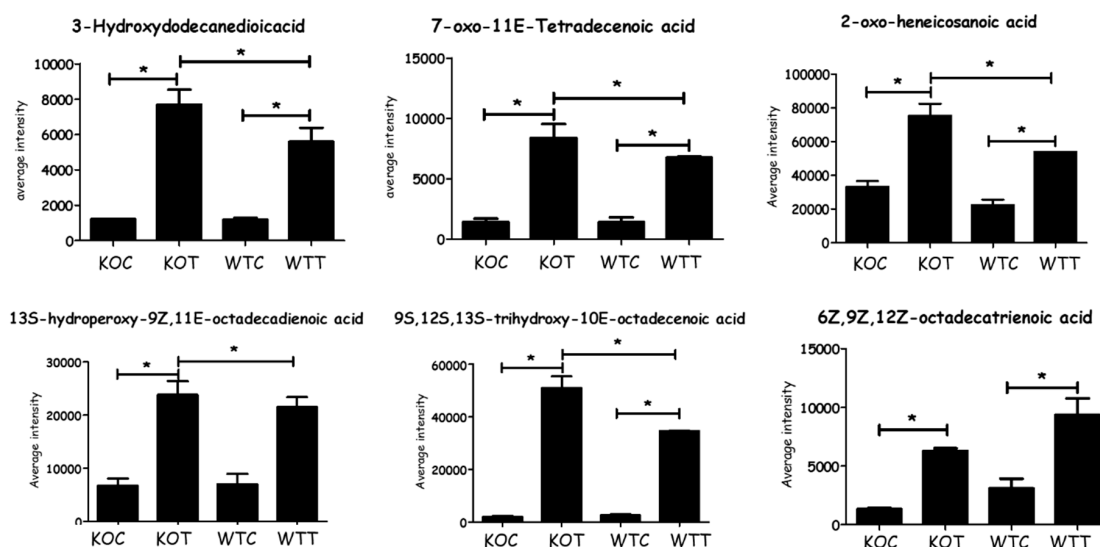 3-Hydroxydodecanedioicacid
average intensity
10000
8000
6000
4000
2000
0
*
*
*
KOC KOT WTC WTT
7-oxo-11E-Tetradecenoic acid
average intensity
15000
10000
5000
0
*
*
*
KOC KOT WTC WTT
2-oxo-heneicosanoic acid
Average intensity
100000
80000
60000
40000
20000
0
*
*
*
KOC KOT WTC WTT
13S-hydroperoxy-9Z,11E-octadecadienoic acid
Average intensity
30000
20000
10000
0
*
*
KOC KOT WTC WTT
9S,12S,13S-trihydroxy-10E-octadecenoic acid
Average intensity
60000
40000
20000
0
*
*
*
KOC KOT WTC WTT
6Z,9Z,12Z-octadecatrienoic acid
Average intensity
15000
10000
5000
0
*
*
KOC KOT WTC WTT